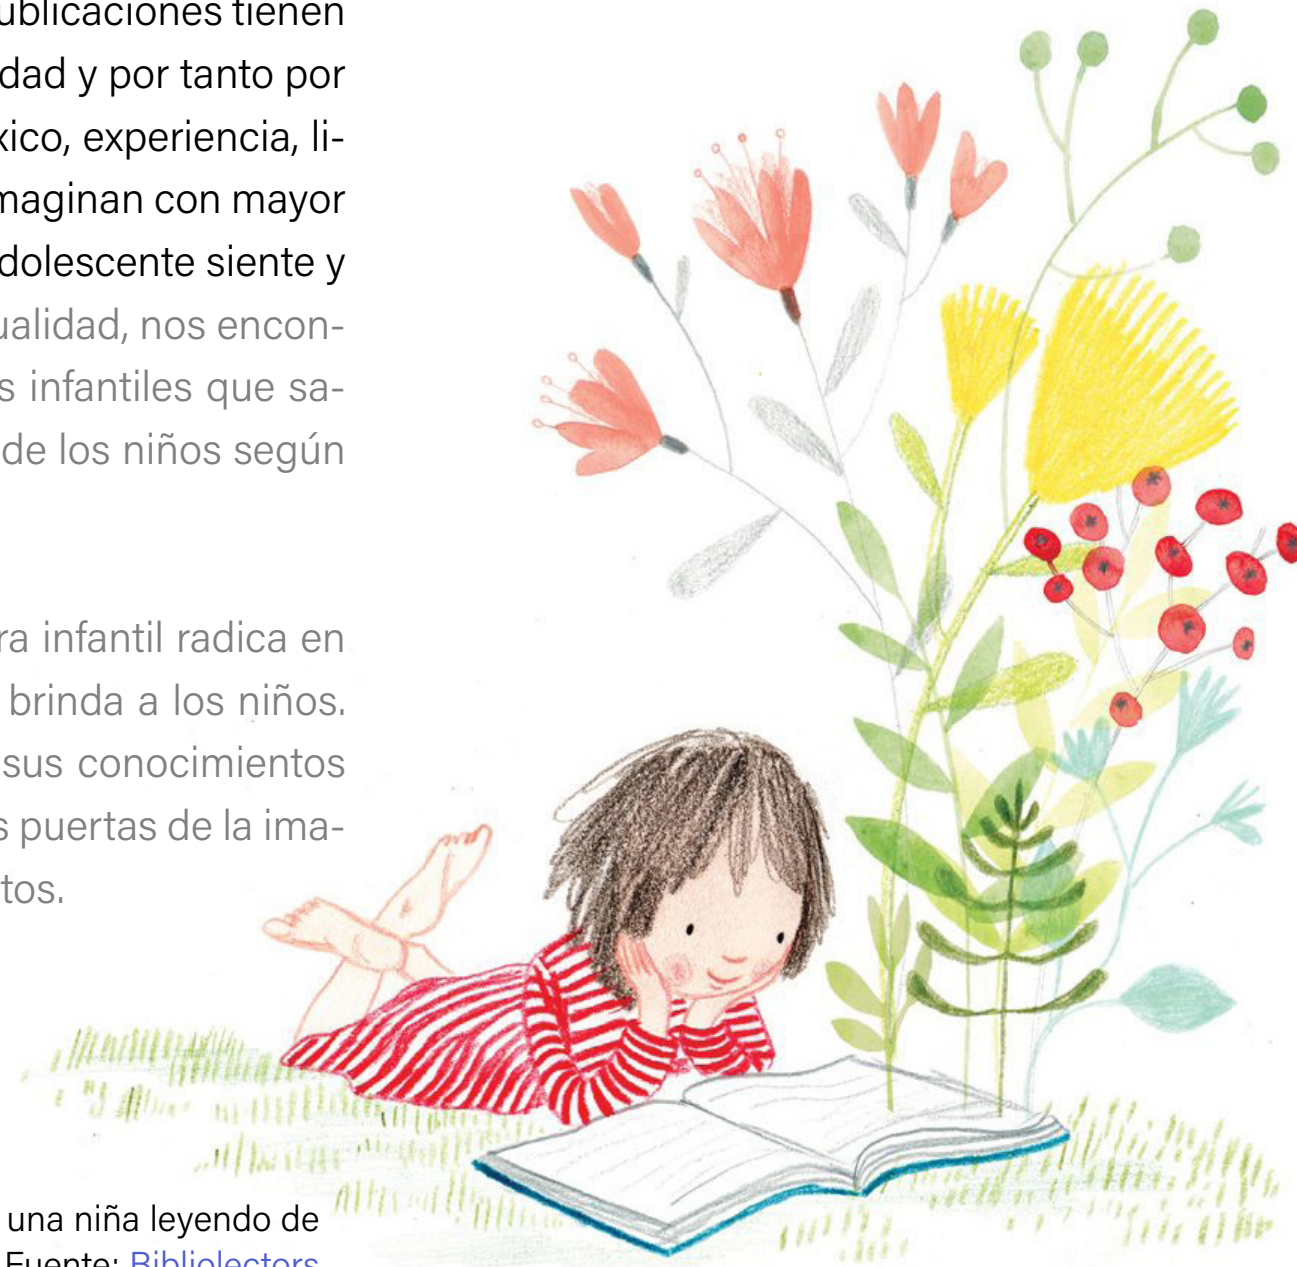 ublicaciones tienen
dad y por tanto por
xico, experiencia, li-
maginan con mayor
dolescente siente y
ualidad, nos encon-
s infantiles que sa-
de los niños según
ra infantil radica en
brinda a los niños.
sus conocimientos
s puertas de la ima-
tos.
una niña leyendo de
Fuente: Bibliolectors